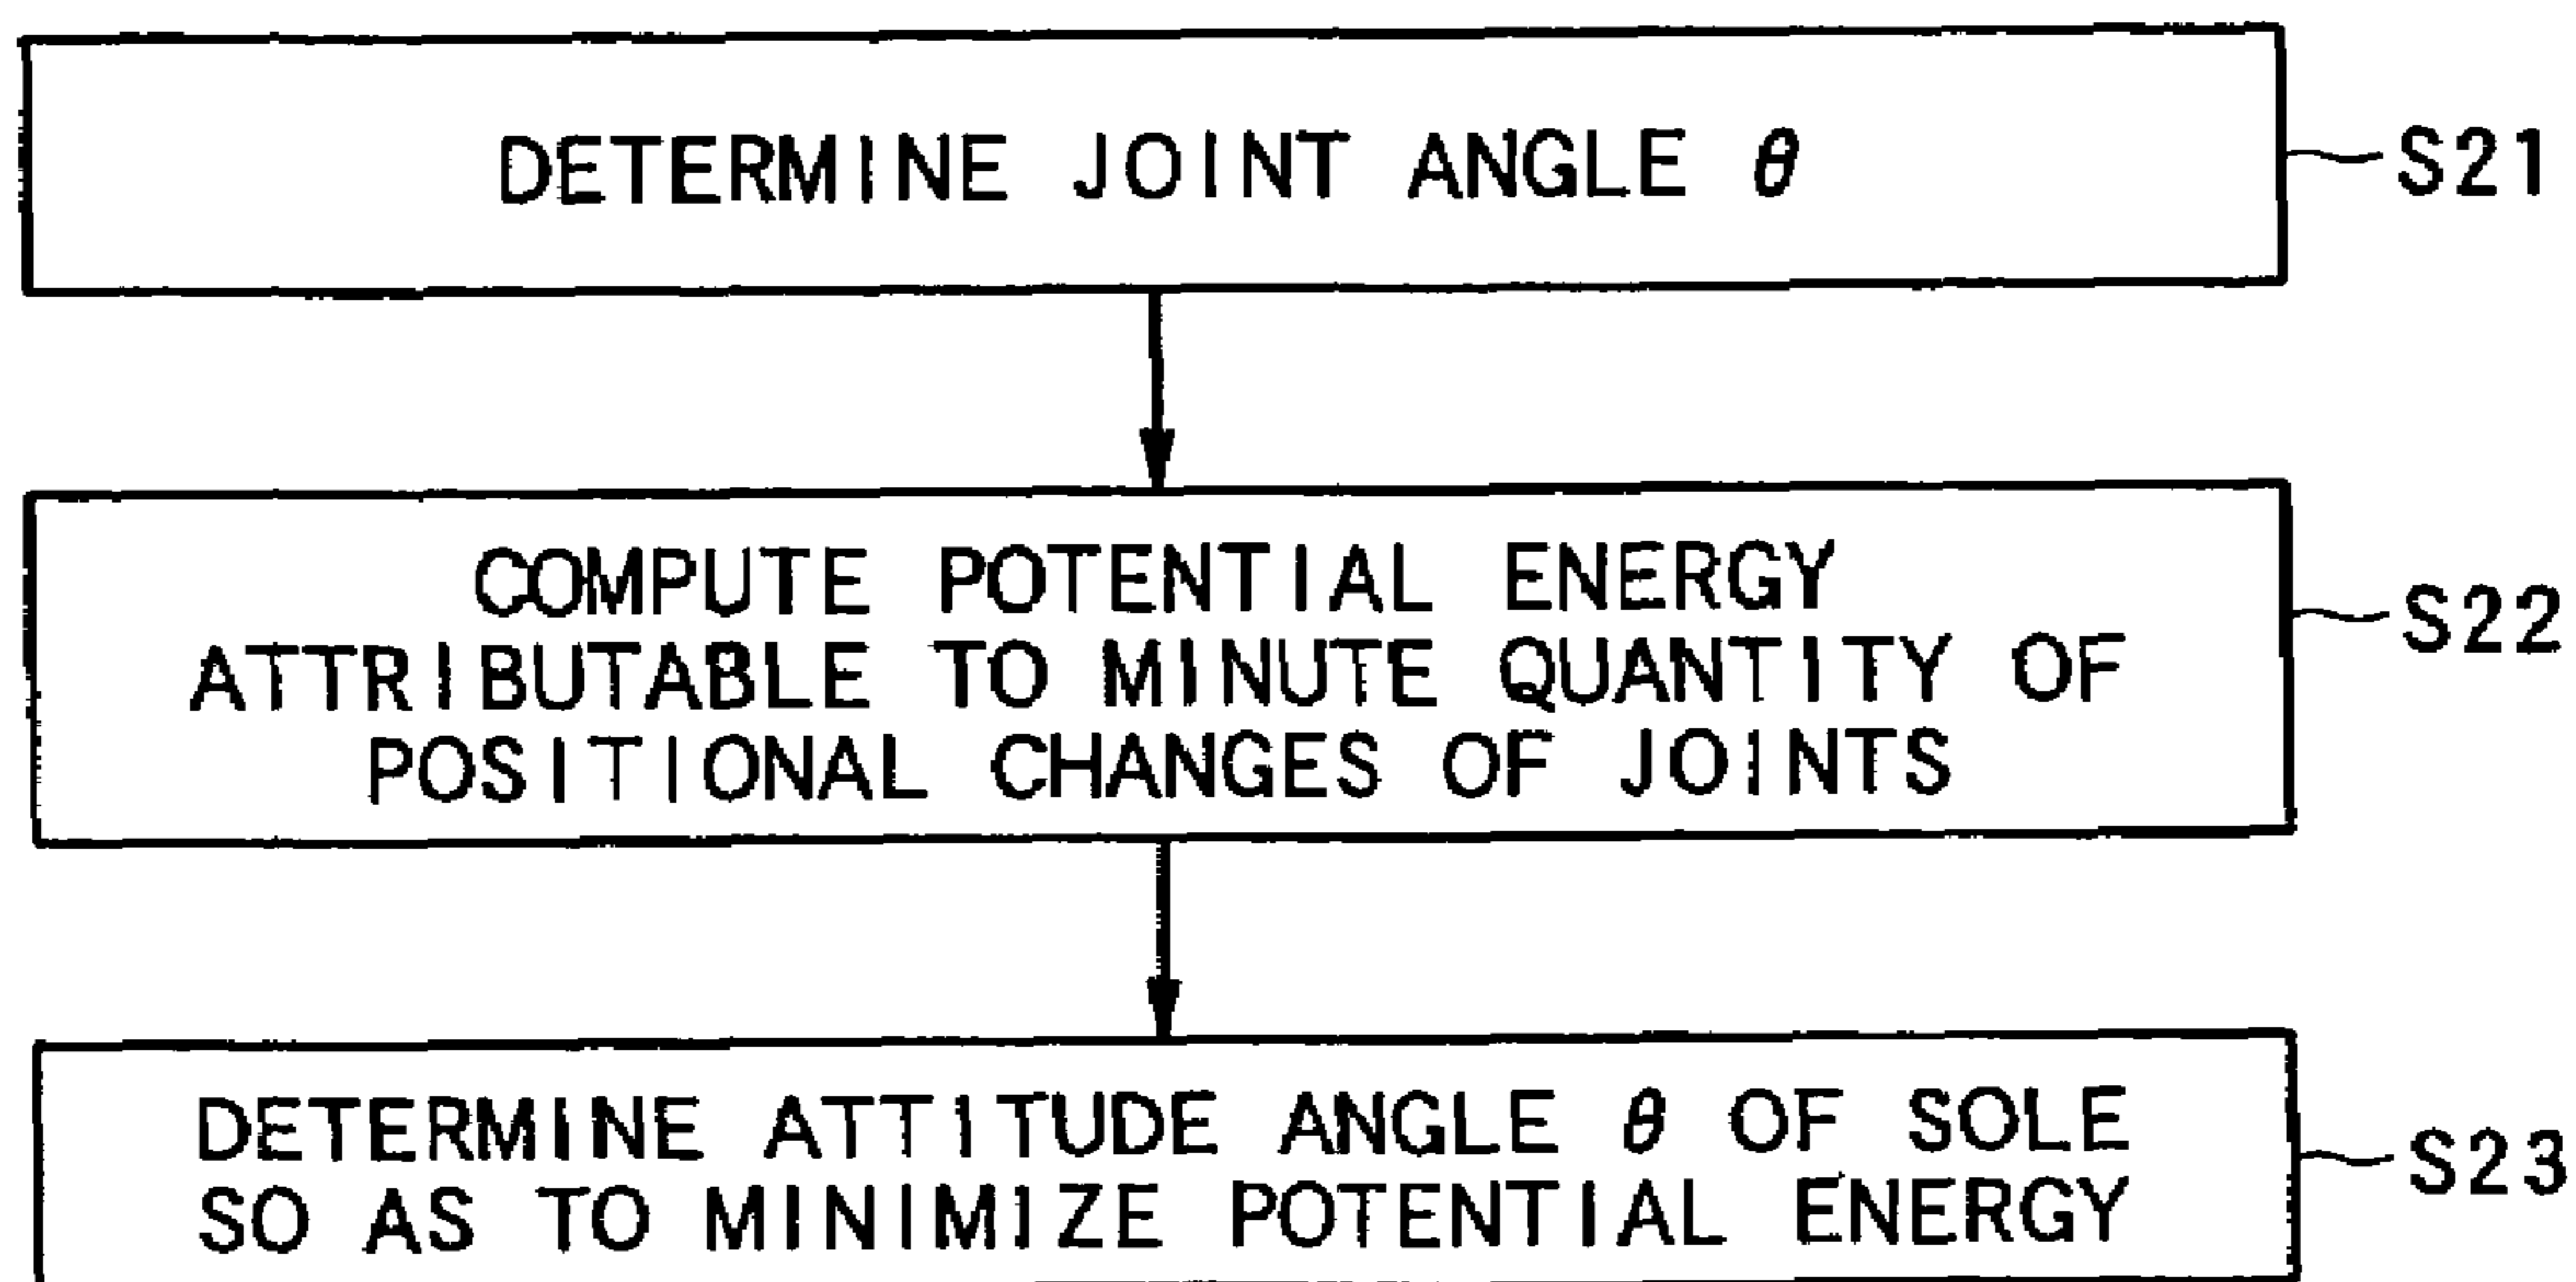 DETERMINE JOINT ANGLE θ
S21
COMPUTE POTENTIAL ENERGY
ATTRIBUTABLE TO MINUTE QUANTITY OF
POSITIONAL CHANGES OF JOINTS
S22
DETERMINE ATTITUDE ANGLE θ OF SOLE
SO AS TO MINIMIZE POTENTIAL ENERGY
S23